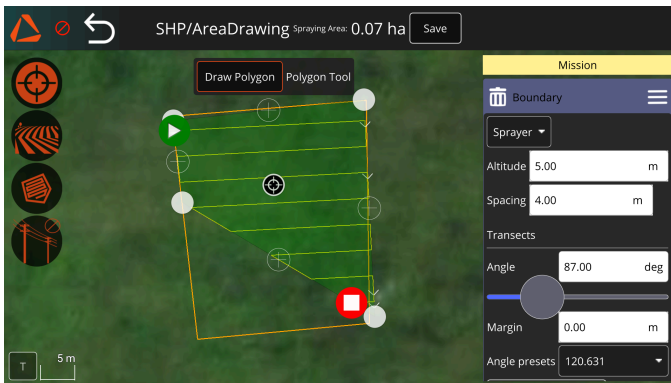 SHP/AreaDrawing Spraying Area: 0.07 ha Save
Draw Polygon Polygon Tool
Mission
Boundary
Sprayer
Altitude 5.00 m
Spacing 4.00 m
Transects
Angle 87.00 deg
Margin 0.00 m
Angle presets 120.631
T 5 m